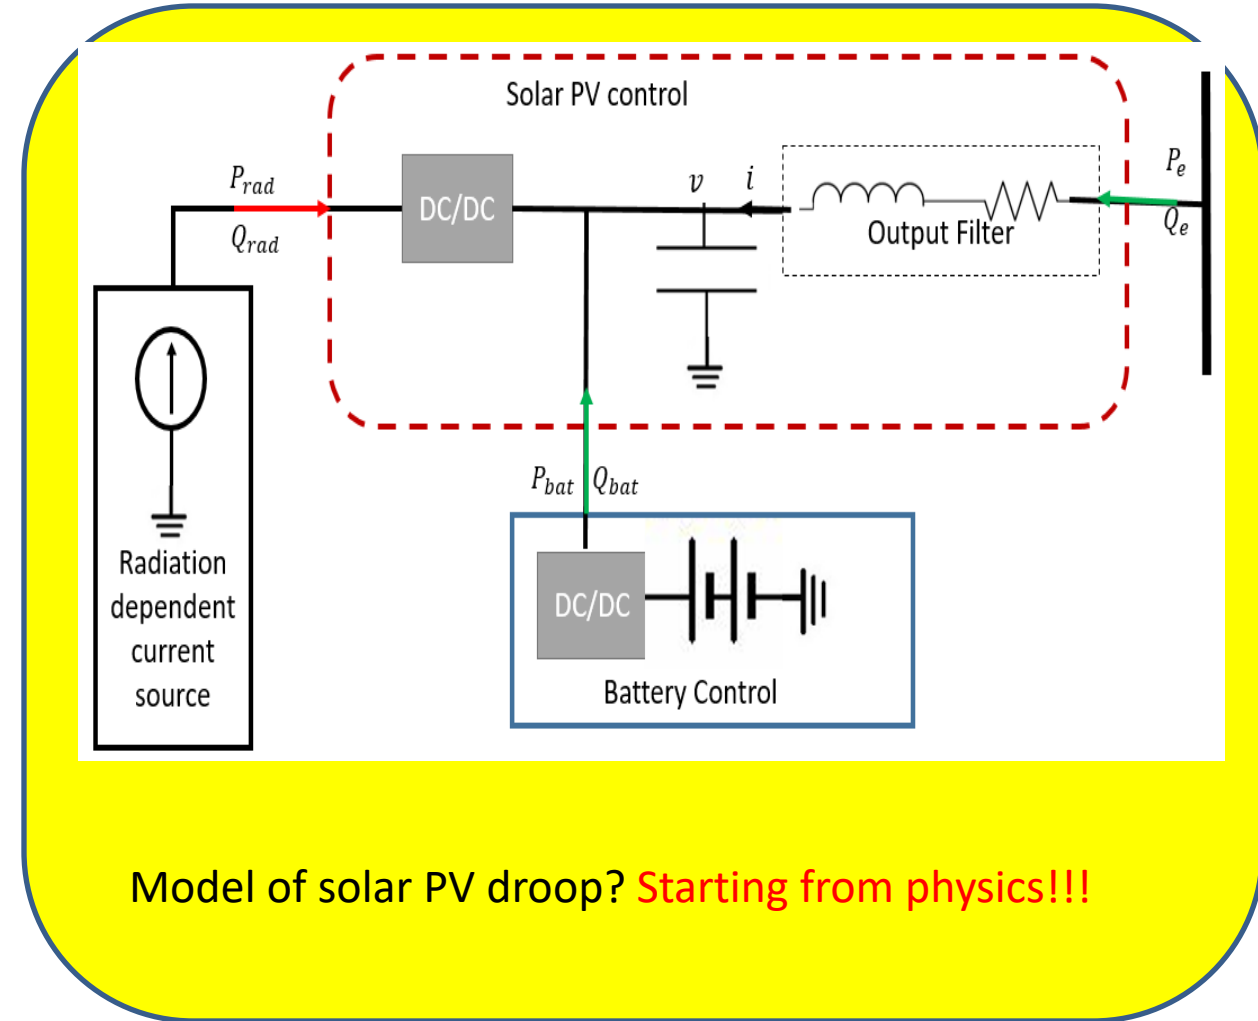 Solar PV control
P_rad
Q_rad
DC/DC
v
i
Output Filter
P_e
Q_e
P_bat
Q_bat
Radiation
dependent
current
source
DC/DC
Battery Control
Model of solar PV droop? Starting from physics!!!